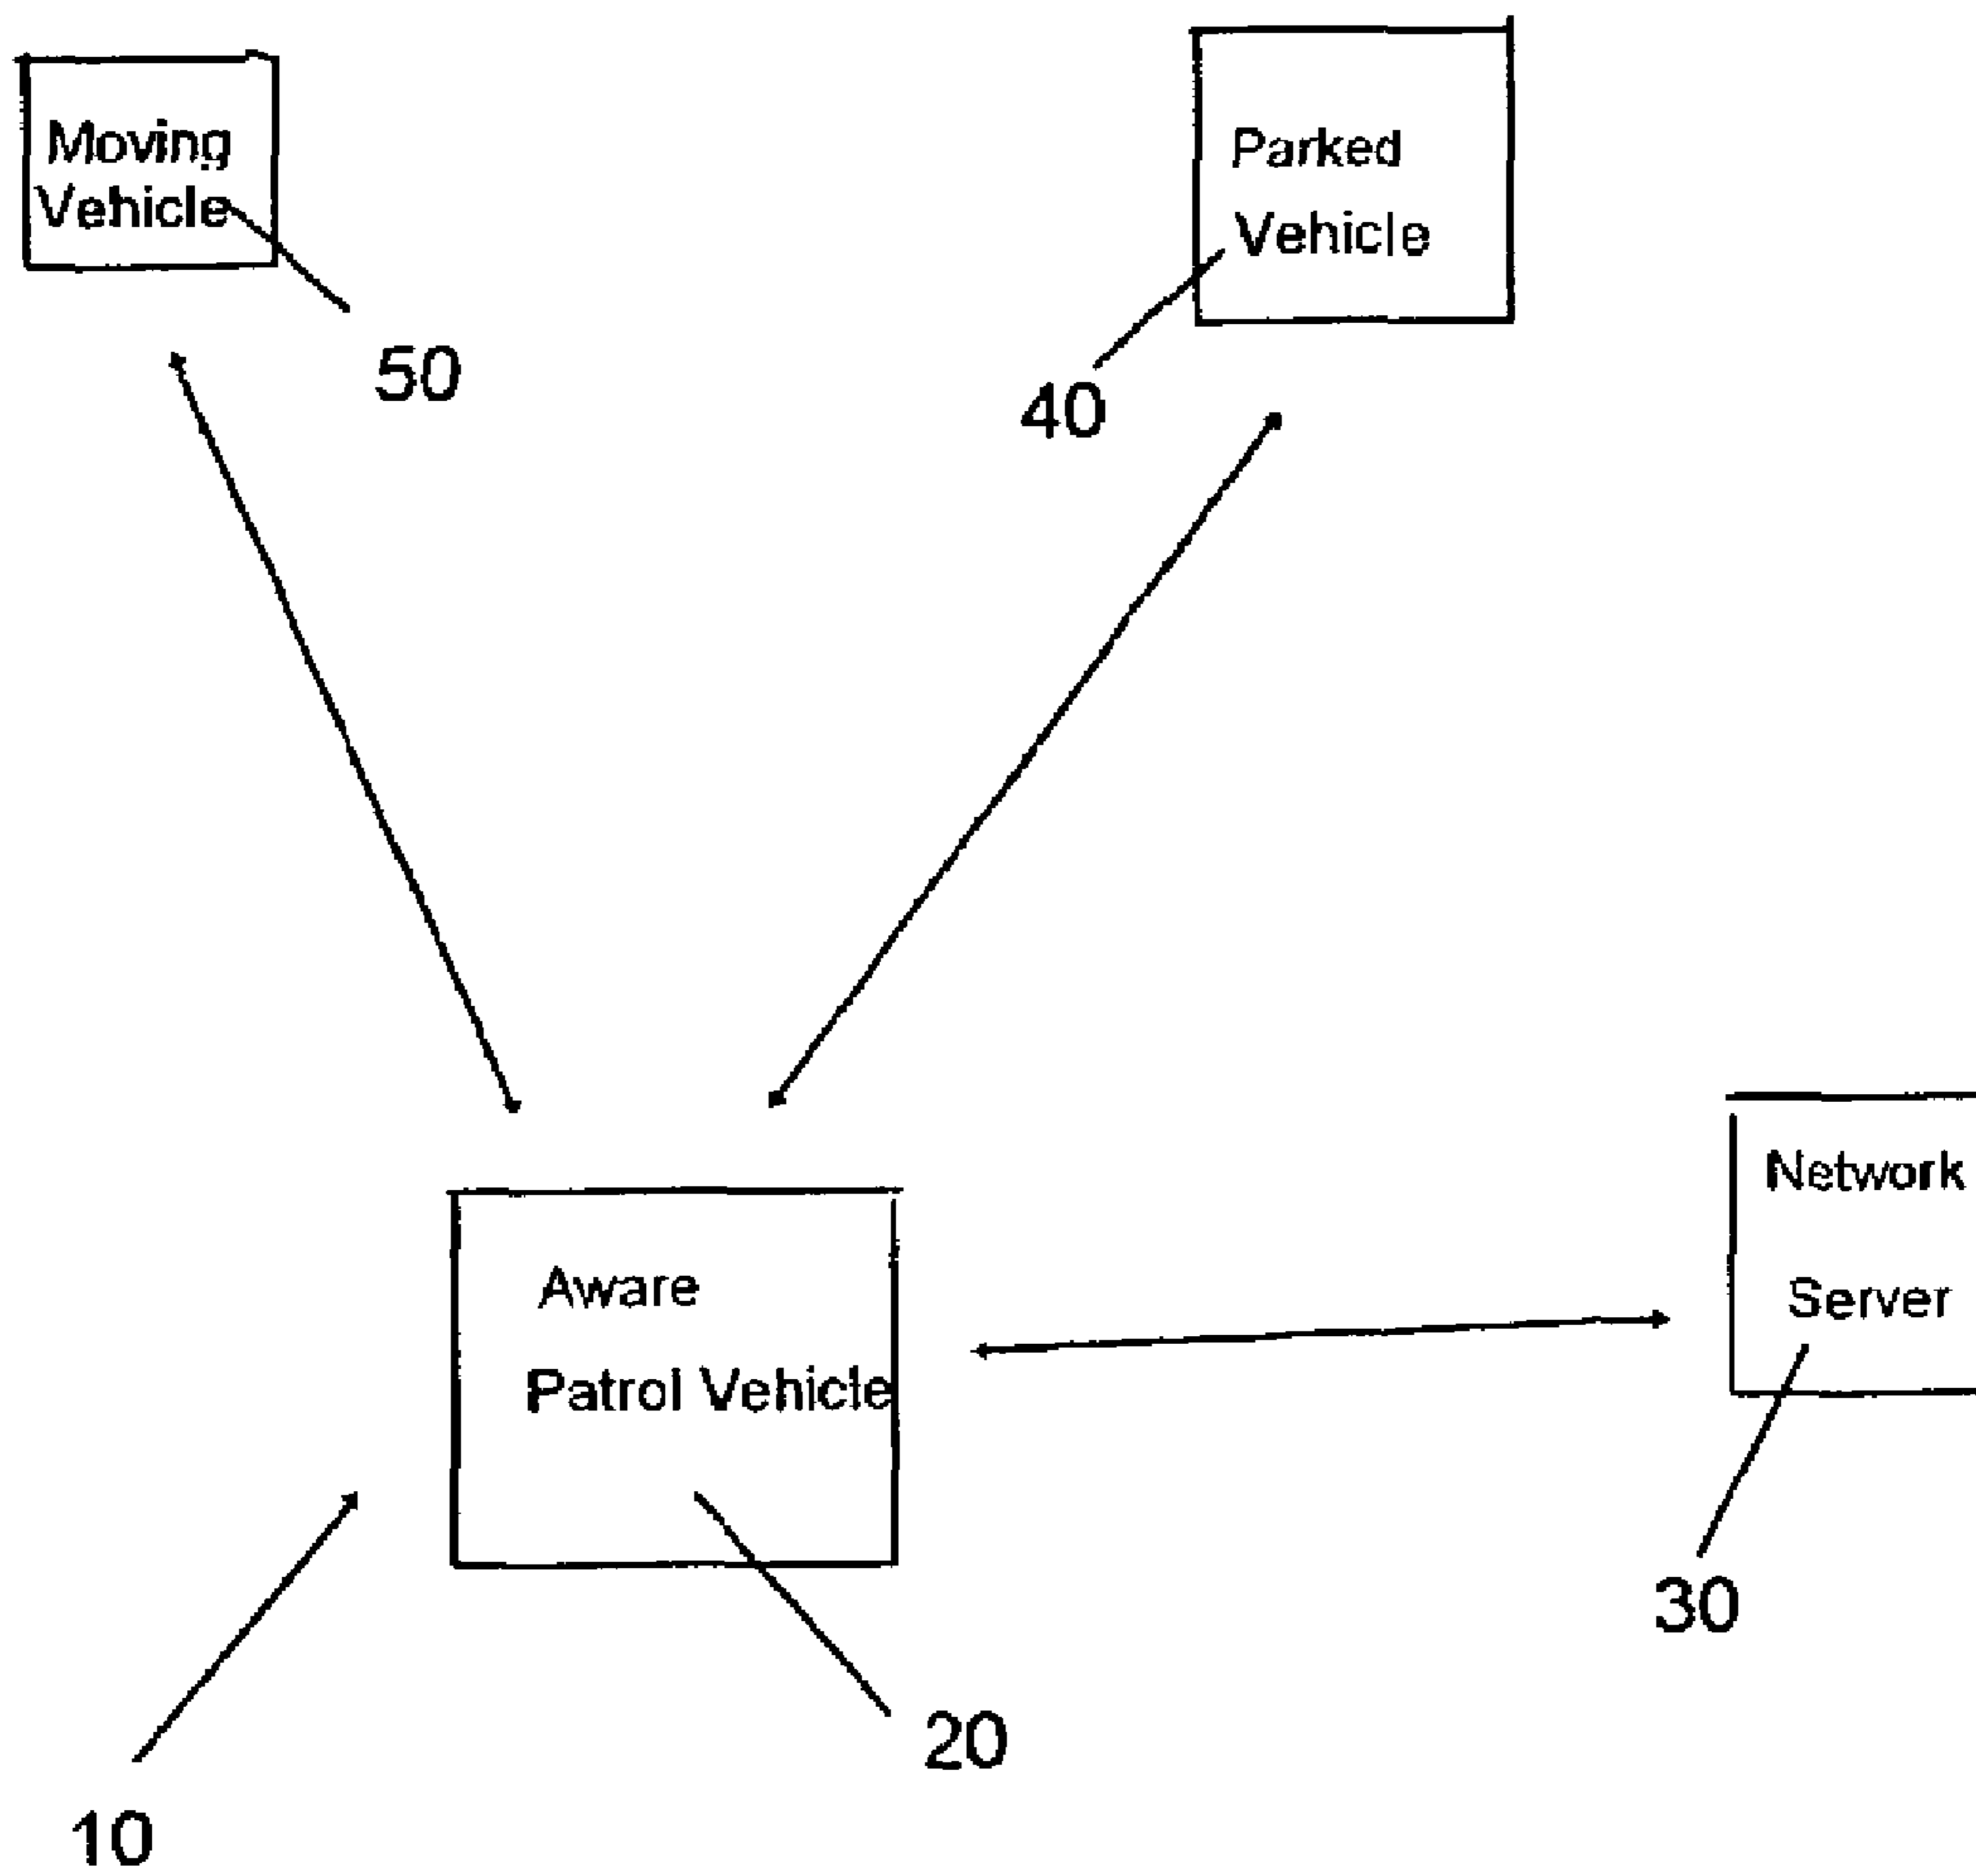 Moving
Vehicle
50
Parked
Vehicle
40
Aware
Patrol Vehicle
20
Network
Server
30
10